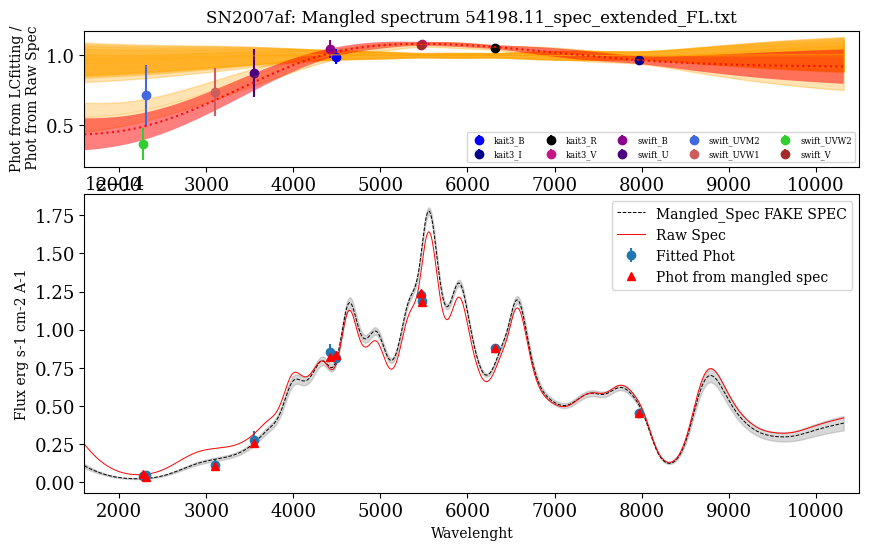 SN2007af: Mangled spectrum 54198.11_spec_extended_FL.txt
Phot from LCfitting /
Phot from Raw Spec
1.0
0.5
kait3_B kait3_R swift_B swift_UVM2 swift_UVW2
kait3_I kait3_V swift_U swift_UVW1 swift_V
2000 3000 4000 5000 6000 7000 8000 9000 10000
1e−14
Flux erg s-1 cm-2 A-1
1.75
1.50
1.25
1.00
0.75
0.50
0.25
0.00
Mangled_Spec FAKE SPEC
Raw Spec
Fitted Phot
Phot from mangled spec
2000 3000 4000 5000 6000 7000 8000 9000 10000
Wavelenght